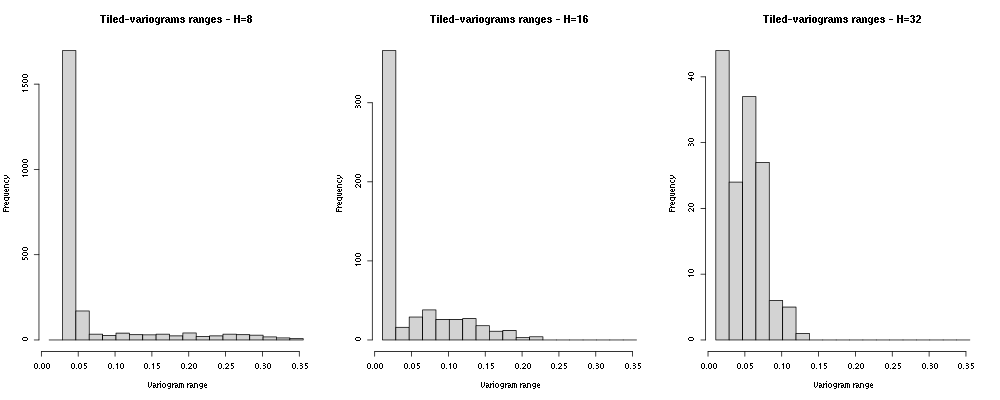 Tiled-variograms ranges - H=8
Tiled-variograms ranges - H=16
Tiled-variograms ranges - H=32
Frequency
1500
1000
500
0
0.00 0.05 0.10 0.15 0.20 0.25 0.30 0.35
Variogram range
Frequency
300
200
100
0
0.00 0.05 0.10 0.15 0.20 0.25 0.30 0.35
Variogram range
Frequency
40
30
20
10
0
0.00 0.05 0.10 0.15 0.20 0.25 0.30 0.35
Variogram range